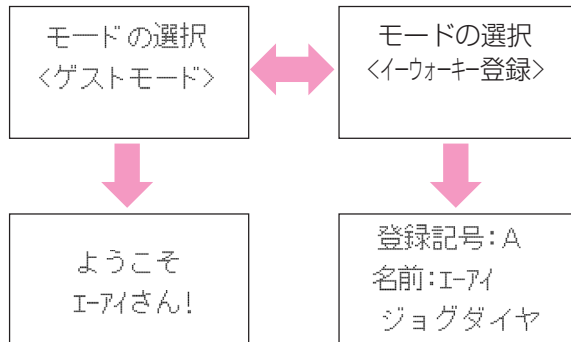 モードの選択
<ゲストモード>
モードの選択
<イーウォーキー登録>
ようこそ
エーアイさん!
登録記号:A
名前:エーアイ
ジョグダイヤ